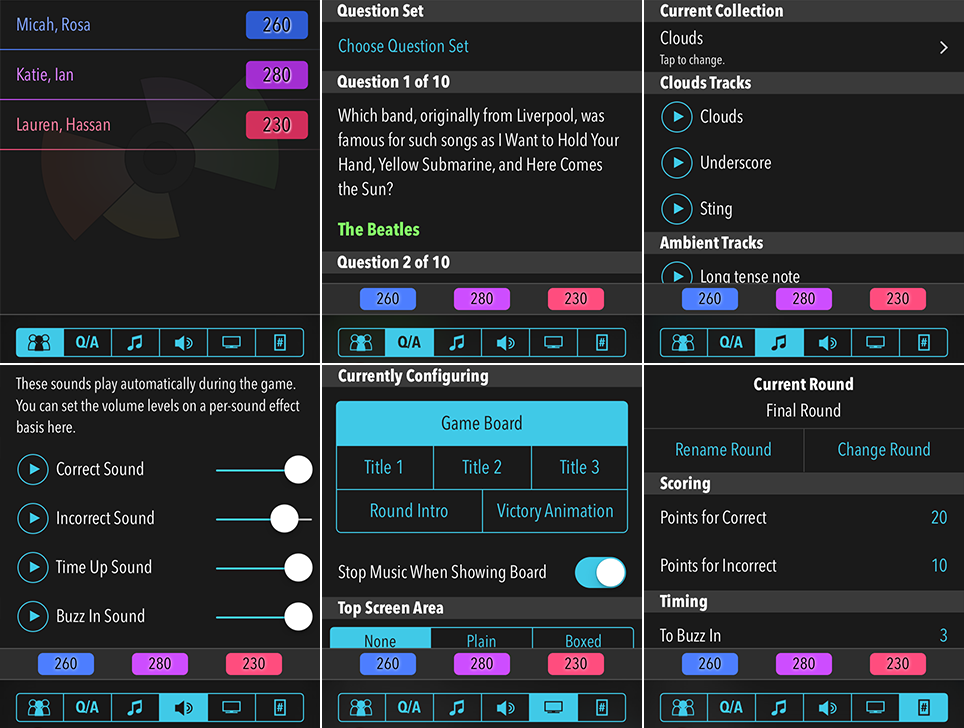 Micah, Rosa 260
Katie, Ian 280
Lauren, Hassan 230
Q/A
#
Question Set
Choose Question Set
Question 1 of 10
Which band, originally from Liverpool, was
famous for such songs as I Want to Hold Your
Hand, Yellow Submarine, and Here Comes
the Sun?
The Beatles
Question 2 of 10
260 280 230
Q/A
#
Current Collection
Clouds
Tap to change.
Clouds Tracks
Clouds
Underscore
Sting
Ambient Tracks
Long tense note
260 280 230
Q/A
#
These sounds play automatically during the game.
You can set the volume levels on a per-sound effect
basis here.
Correct Sound
Incorrect Sound
Time Up Sound
Buzz In Sound
260 280 230
Q/A
#
Currently Configuring
Game Board
Title 1 Title 2 Title 3
Round Intro Victory Animation
Stop Music When Showing Board
Top Screen Area
None Plain Boxed
260 280 230
Q/A
#
Current Round
Final Round
Rename Round Change Round
Scoring
Points for Correct 20
Points for Incorrect 10
Timing
To Buzz In 3
260 280 230
Q/A
#